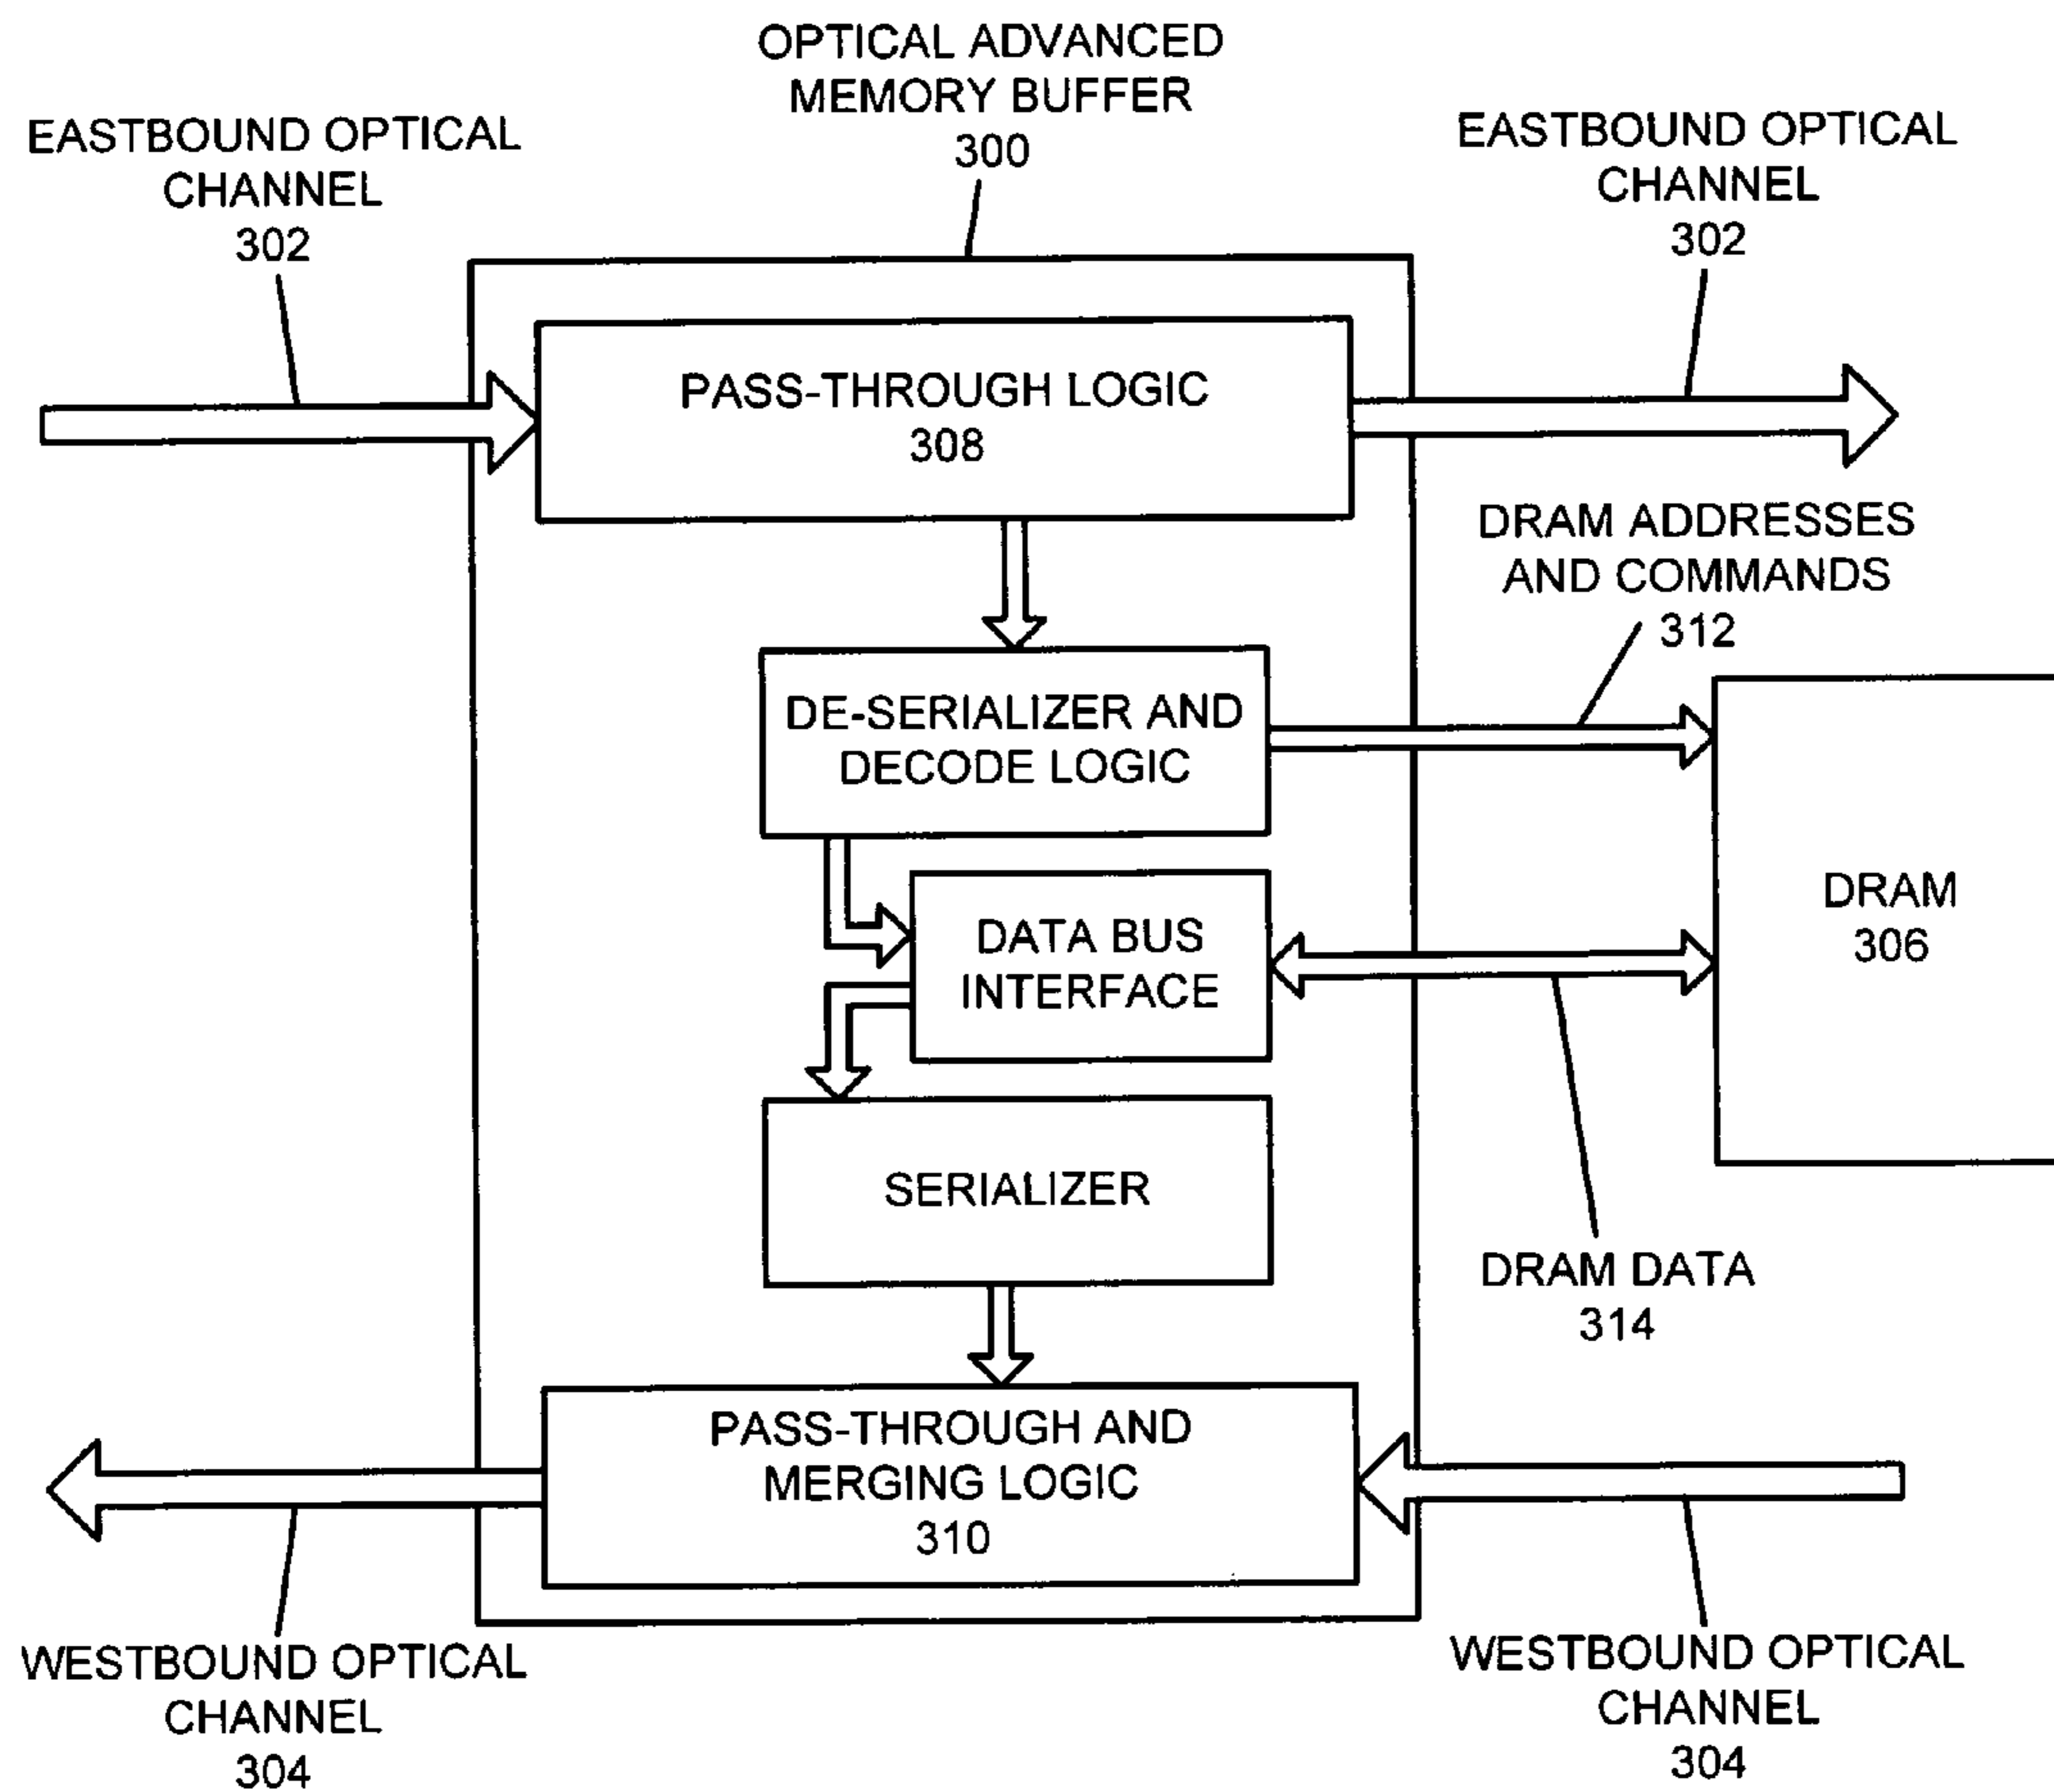 OPTICAL ADVANCED
MEMORY BUFFER
300
EASTBOUND OPTICAL
CHANNEL
302
EASTBOUND OPTICAL
CHANNEL
302
PASS-THROUGH LOGIC
308
DRAM ADDRESSES
AND COMMANDS
312
DE-SERIALIZER AND
DECODE LOGIC
DRAM
306
DATA BUS
INTERFACE
SERIALIZER
DRAM DATA
314
PASS-THROUGH AND
MERGING LOGIC
310
WESTBOUND OPTICAL
CHANNEL
304
WESTBOUND OPTICAL
CHANNEL
304